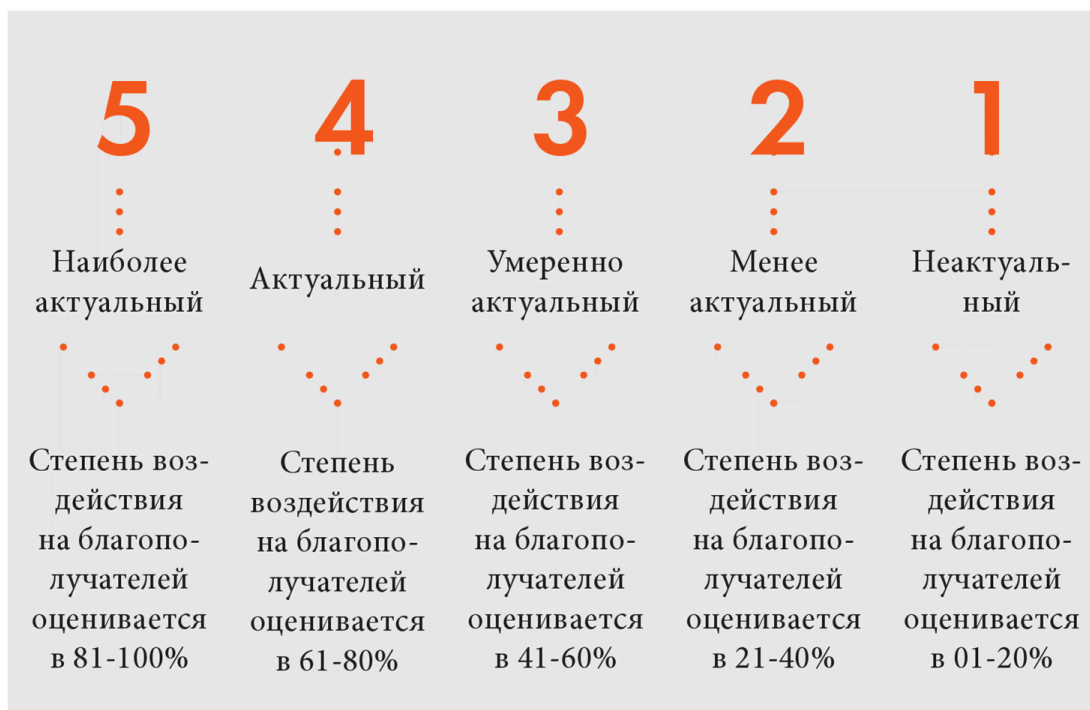 5
Наиболее
актуальный
Степень воз-
действия
на благопо-
лучателей
оценивается
в 81-100%
4
Актуальный
Степень
воздействия
на благопо-
лучателей
оценивается
в 61-80%
3
Умеренно
актуальный
Степень воз-
действия
на благопо-
лучателей
оценивается
в 41-60%
2
Менее
актуальный
Степень воз-
действия
на благопо-
лучателей
оценивается
в 21-40%
1
Неактуаль-
ный
Степень воз-
действия
на благопо-
лучателей
оценивается
в 01-20%